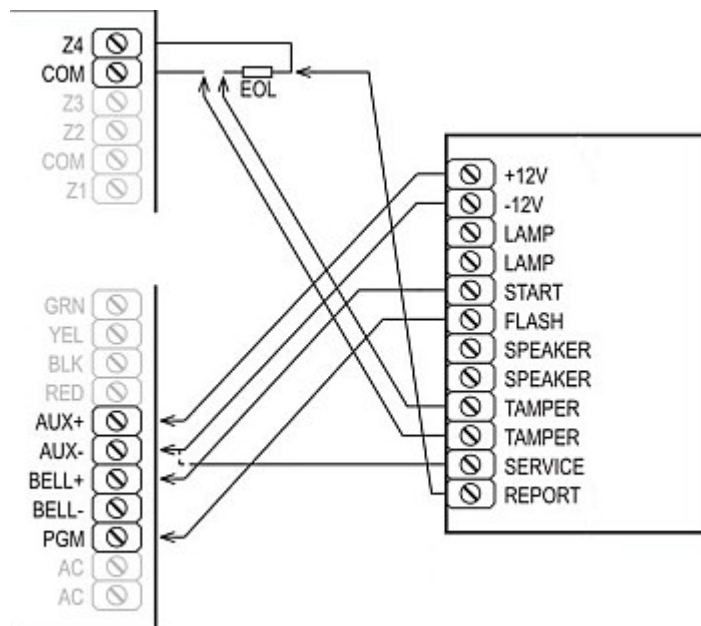 Z4
COM
Z3
Z2
COM
Z1
EOL
GRN
YEL
BLK
RED
AUX+
AUX-
BELL+
BELL-
PGM
AC
AC
+12V
-12V
LAMP
LAMP
START
FLASH
SPEAKER
SPEAKER
TAMPER
TAMPER
SERVICE
REPORT